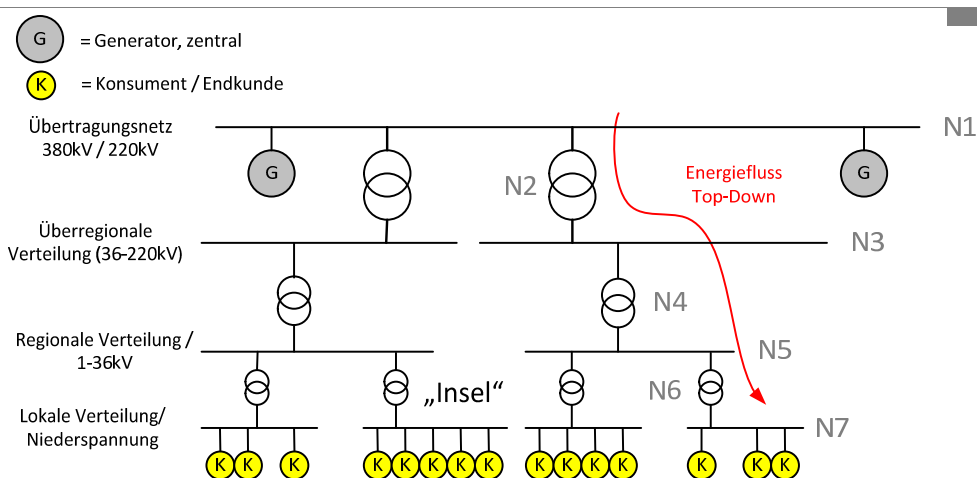 G = Generator, zentral
K = Konsument / Endkunde
Übertragungsnetz
380kV / 220kV
N1
G
G
N2
Energiefluss
Top-Down
Überregionale
Verteilung (36-220kV)
N3
N4
Regionale Verteilung /
1-36kV
N5
„Insel“
N6
Lokale Verteilung/
Niederspannung
N7
K K K K K K K K K K K K K K K